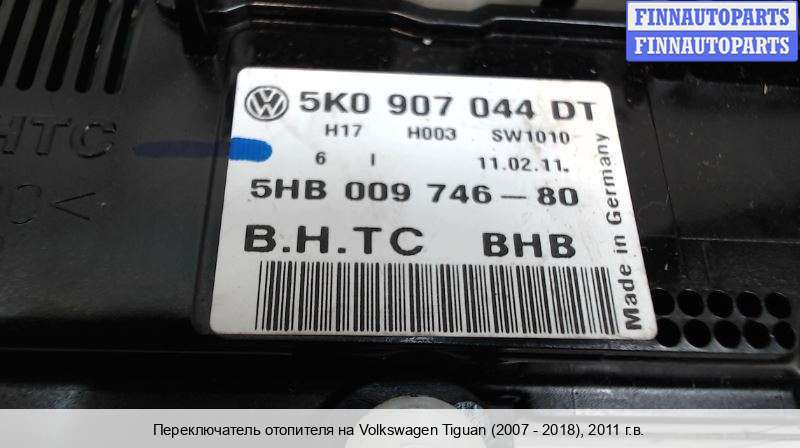 FINNAUTOPARTS
FINNAUTOPARTS
5K0 907 044 DT
H17 H003 SW1010
6 I 11.02.11.
5HB 009 746-80
B.H.TC BHB
Made in Germany
HTC
Переключатель отопителя на Volkswagen Tiguan (2007 - 2018), 2011 г.в.